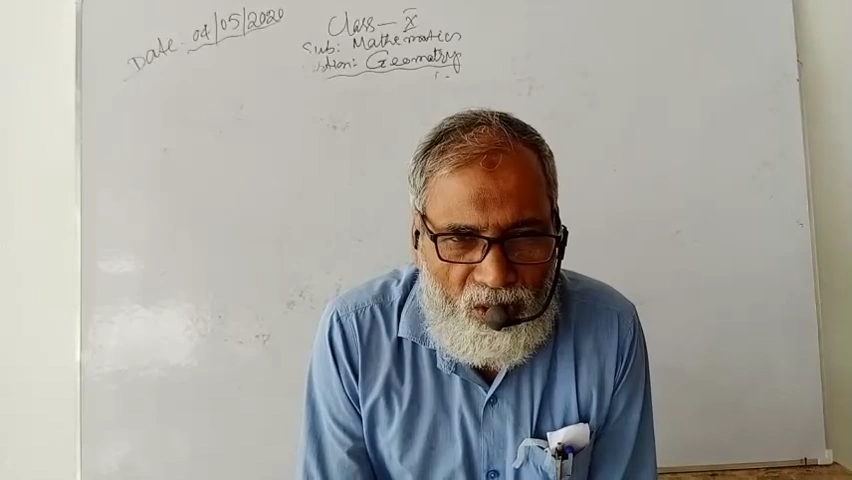 Date: 04/05/2020
Class — X
Sub: Mathematics
Geometry